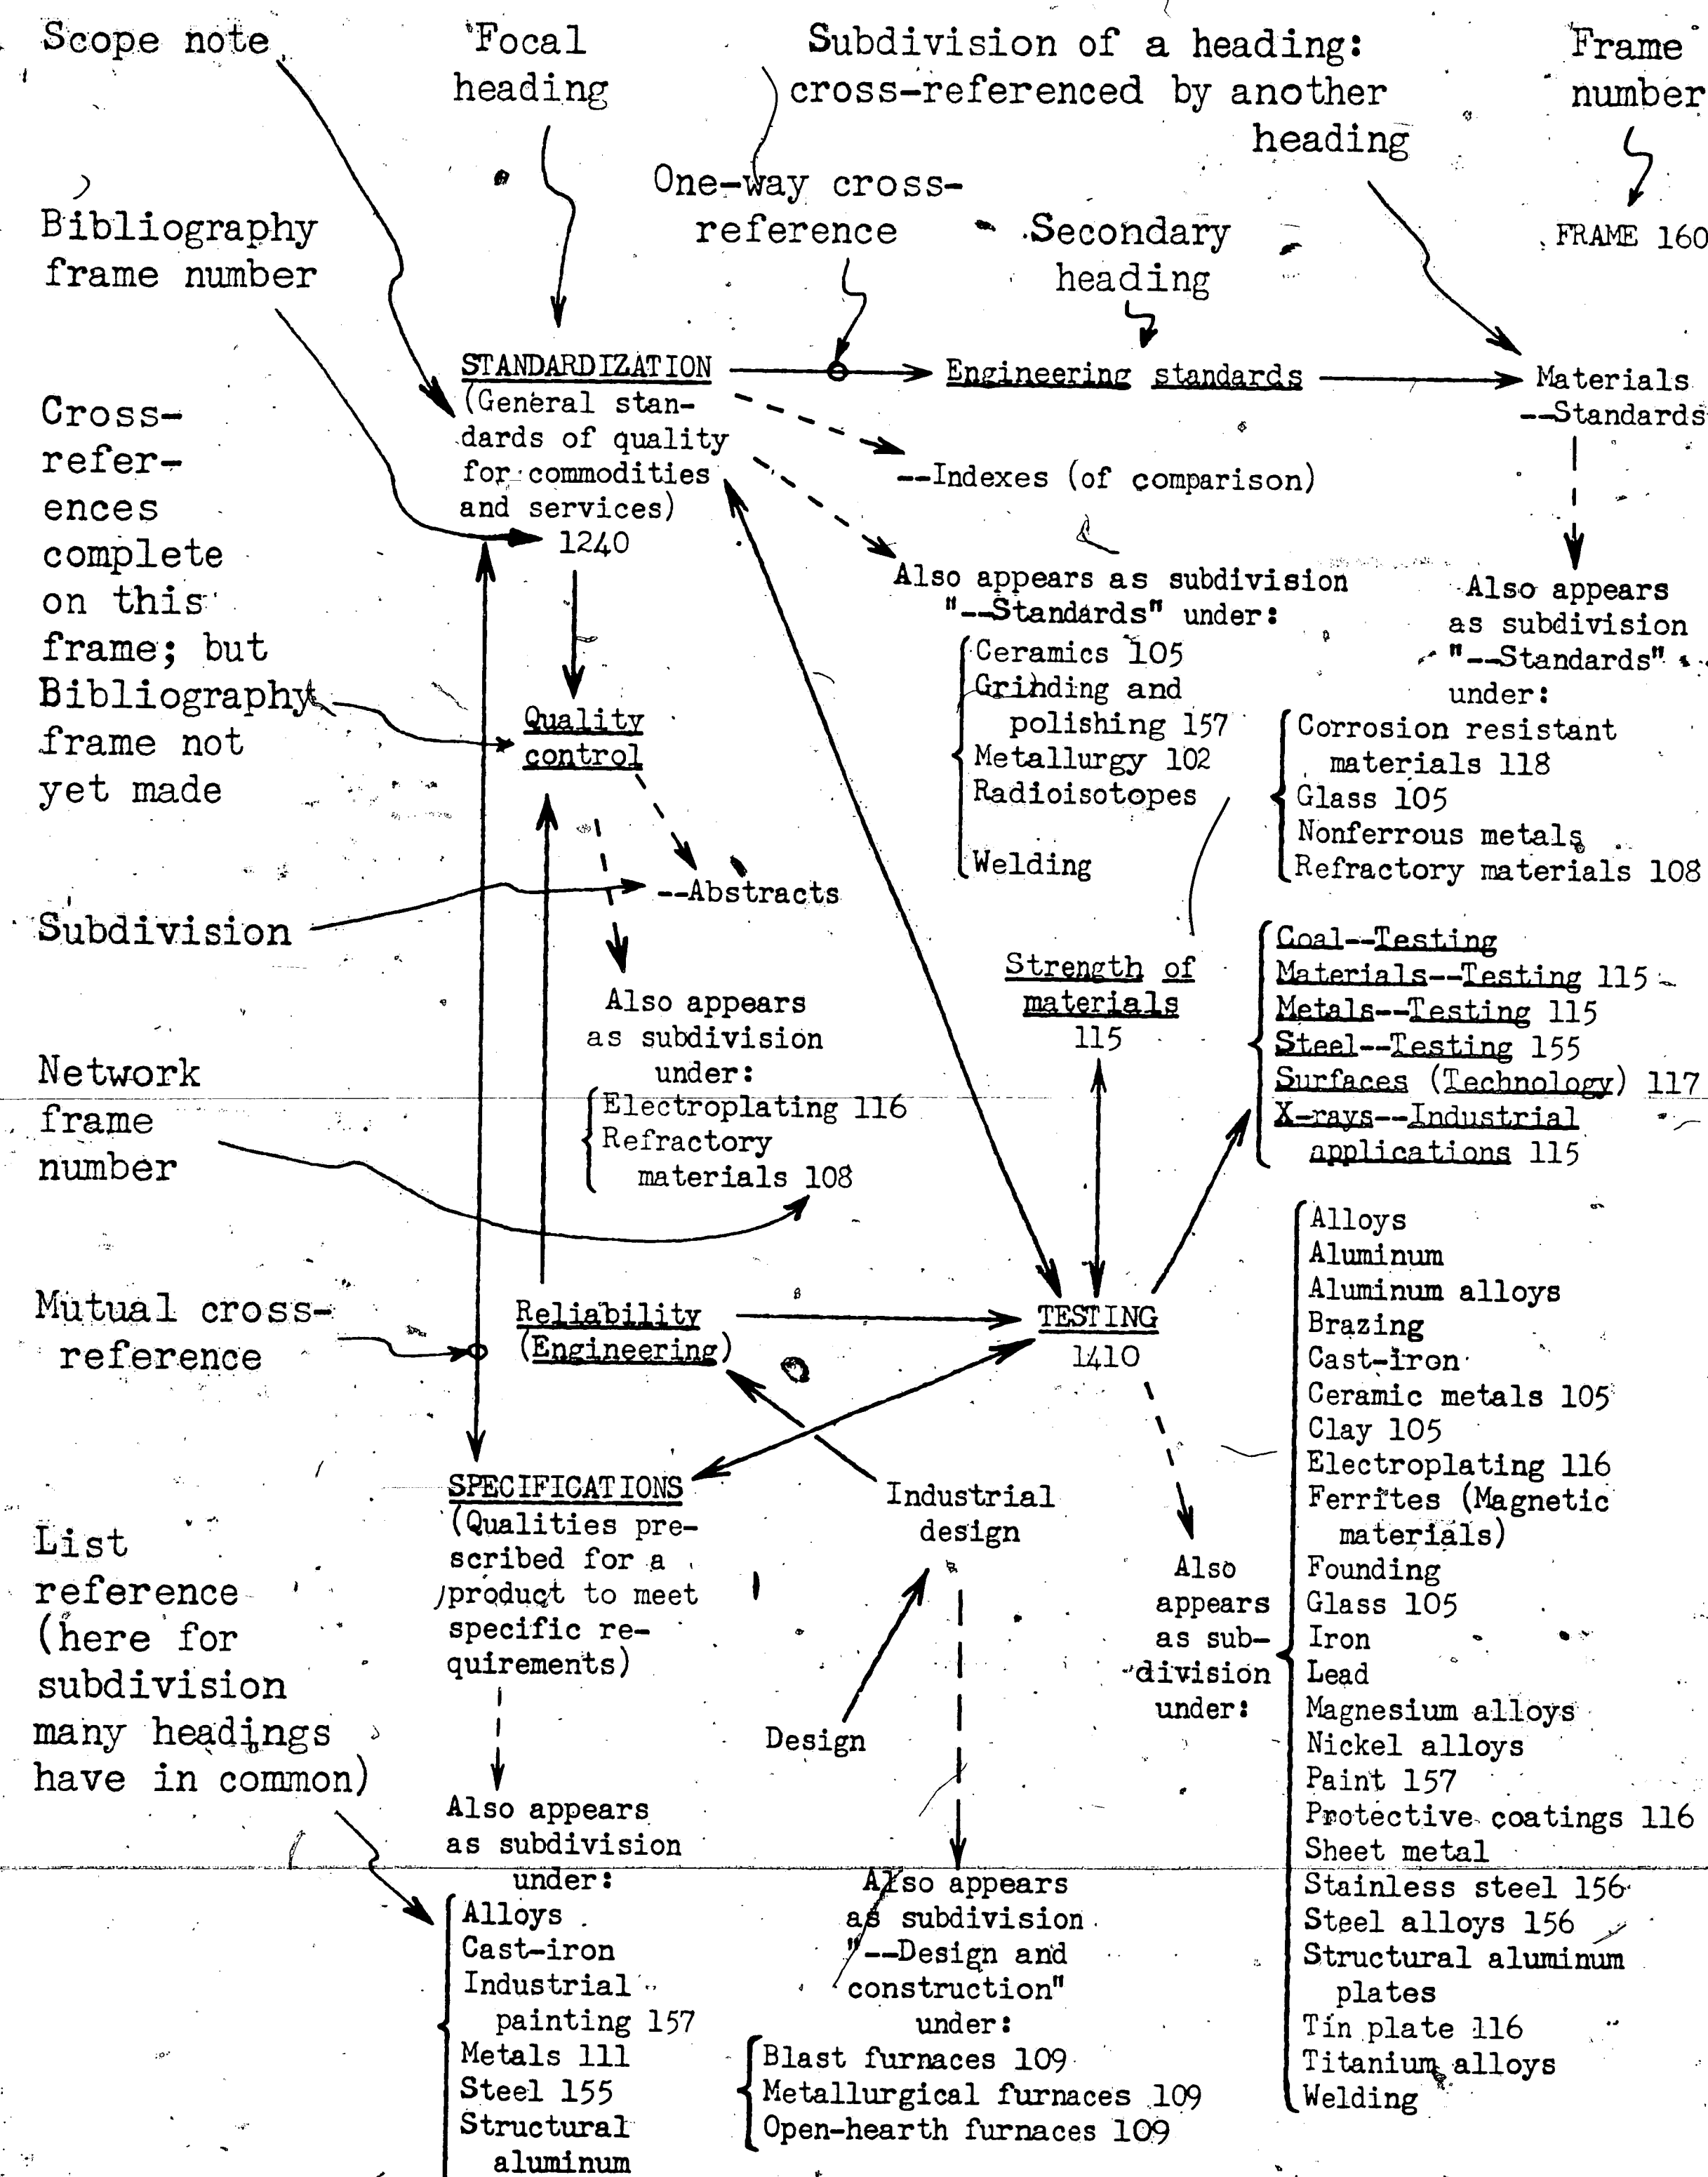 Scope note
Focal
heading
Subdivision of a heading:
cross-referenced by another
heading
Frame
number
One-way cross-
reference
Secondary
heading
FRAME 160
Bibliography
frame number
STANDARDIZATION
(General stan-
dards of quality
for commodities
and services)
1240
Engineering standards
Materials
--Standards
--Indexes (of comparison)
Cross-
refer-
ences
complete
on this
frame; but
Bibliography
frame not
yet made
Also appears as subdivision
"--Standards" under:
Ceramics 105
Grinding and
polishing 157
Metallurgy 102
Radioisotopes
Welding
Also appears
as subdivision
"--Standards"
under:
Corrosion resistant
materials 118
Glass 105
Nonferrous metals
Refractory materials 108
Quality
control
--Abstracts
Subdivision
Also appears
as subdivision
under:
Electroplating 116
Refractory
materials 108
Strength of
materials
115
Coal--Testing
Materials--Testing 115
Metals--Testing 115
Steel--Testing 155
Surfaces (Technology) 117
X-rays--Industrial
applications 115
Network
frame
number
Mutual cross-
reference
Reliability
(Engineering)
TESTING
1410
Alloys
Aluminum
Aluminum alloys
Brazing
Cast-iron
Ceramic metals 105
Clay 105
Electroplating 116
Ferrites (Magnetic
materials)
Founding
Glass 105
Iron
Lead
Magnesium alloys
Nickel alloys
Paint 157
Protective coatings 116
Sheet metal
Stainless steel 156
Steel alloys 156
Structural aluminum
plates
Tin plate 116
Titanium alloys
Welding
Also
appears
as sub-
division
under:
SPECIFICATIONS
(Qualities pre-
scribed for a
product to meet
specific re-
quirements)
Industrial
design
Design
List
reference
(here for
subdivision
many headings
have in common)
Also appears
as subdivision
under:
Alloys
Cast-iron
Industrial
painting 157
Metals 111
Steel 155
Structural
aluminum
Also appears
as subdivision
"--Design and
construction"
under:
Blast furnaces 109
Metallurgical furnaces 109
Open-hearth furnaces 109